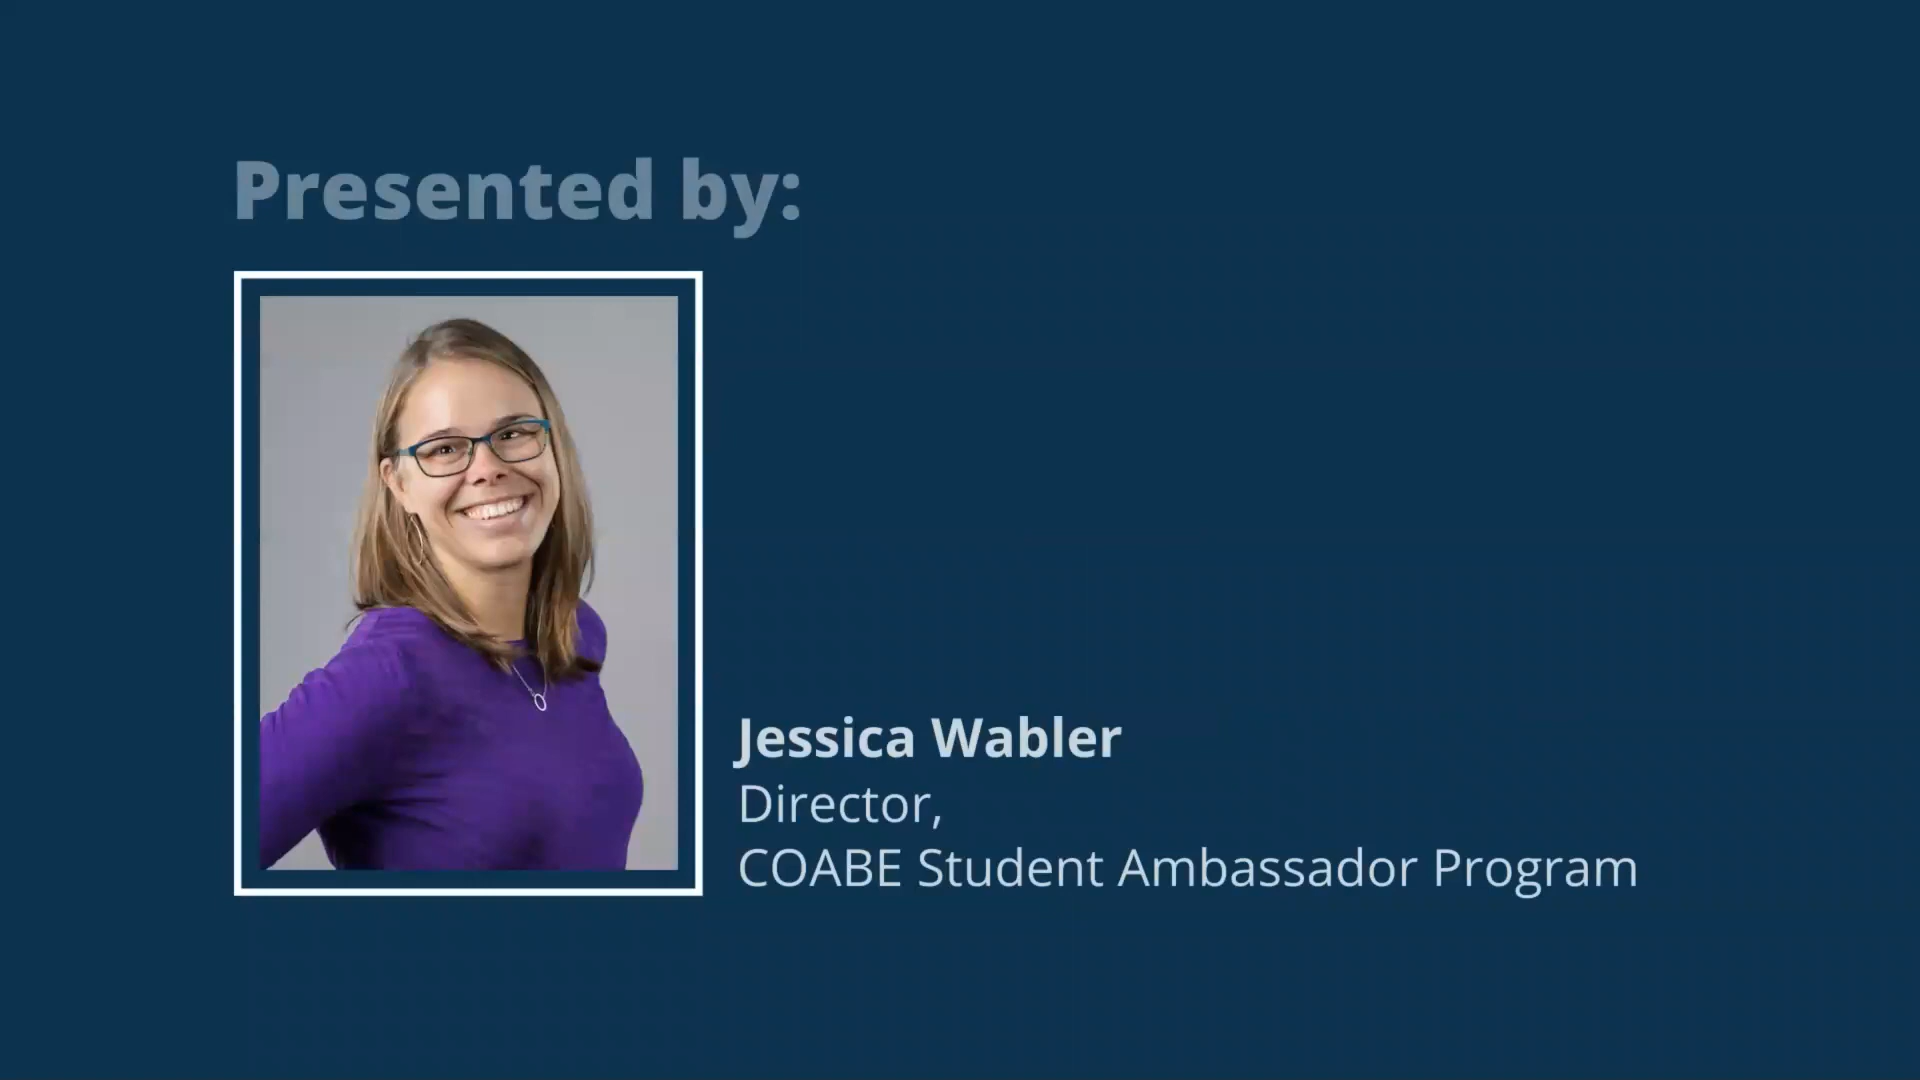 Presented by:
Jessica Wabler
Director,
COABE Student Ambassador Program